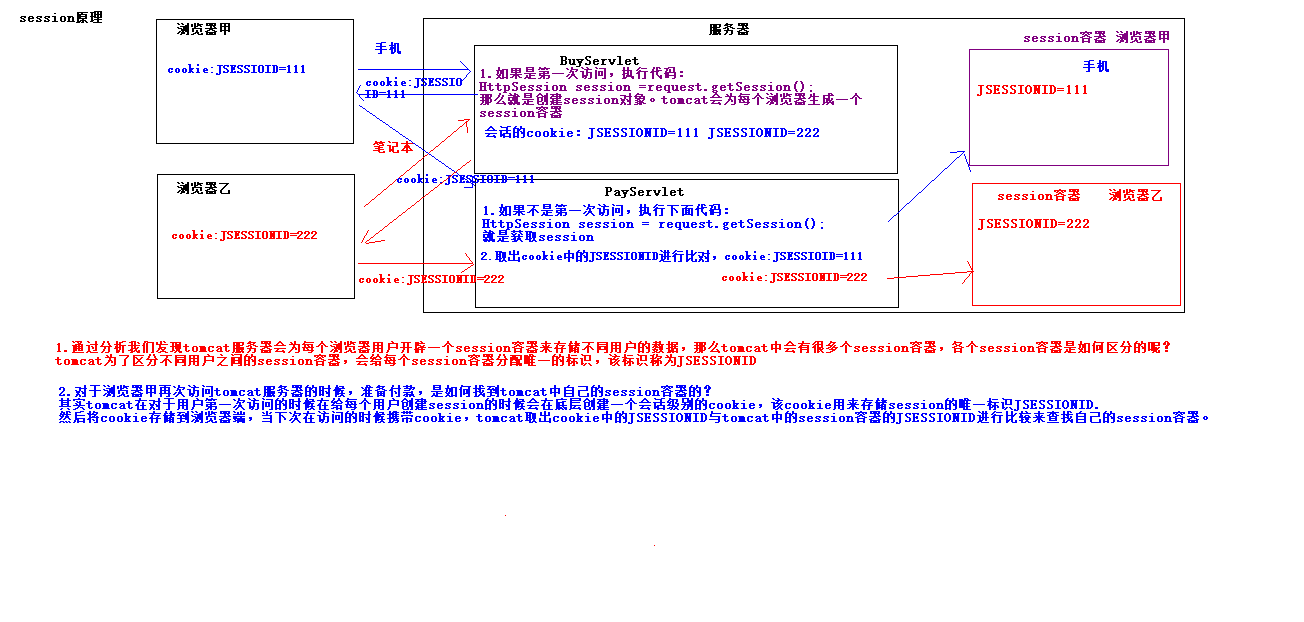 session原理
浏览器甲
cookie:JSESSIOID=111
手机
cookie:JSESSIO
ID=111
笔记本
浏览器乙
cookie:JSESSIONID=222
cookie:JSESSIOID=111
cookie:JSESSIONID=222
服务器
BuyServlet
1.如果是第一次访问，执行代码：
HttpSession session =request.getSession();
那么就是创建session对象。tomcat会为每个浏览器生成一个
session容器
会话的cookie：JSESSIONID=111 JSESSIONID=222
PayServlet
1.如果不是第一次访问，执行下面代码：
HttpSession session = request.getSession();
就是获取session
2.取出cookie中的JSESSIONID进行比对，cookie:JSESSIOID=111
cookie:JSESSIONID=222
session容器 浏览器甲
手机
JSESSIONID=111
session容器 浏览器乙
JSESSIONID=222
1.通过分析我们发现tomcat服务器会为每个浏览器用户开辟一个session容器来存储不同用户的数据，那么tomcat中会有很多个session容器，各个session容器是如何区分的呢？
tomcat为了区分不同用户之间的session容器，会给每个session容器分配唯一的标识，该标识称为JSESSIONID
2.对于浏览器甲再次访问tomcat服务器的时候，准备付款，是如何找到tomcat中自己的session容器的？
其实tomcat在对于用户第一次访问的时候在给每个用户创建session的时候会在底层创建一个会话级别的cookie，该cookie用来存储session的唯一标识JSESSIONID.
然后将cookie存储到浏览器端，当下次在访问的时候携带cookie，tomcat取出cookie中的JSESSIONID与tomcat中的session容器的JSESSIONID进行比较来查找自己的session容器。